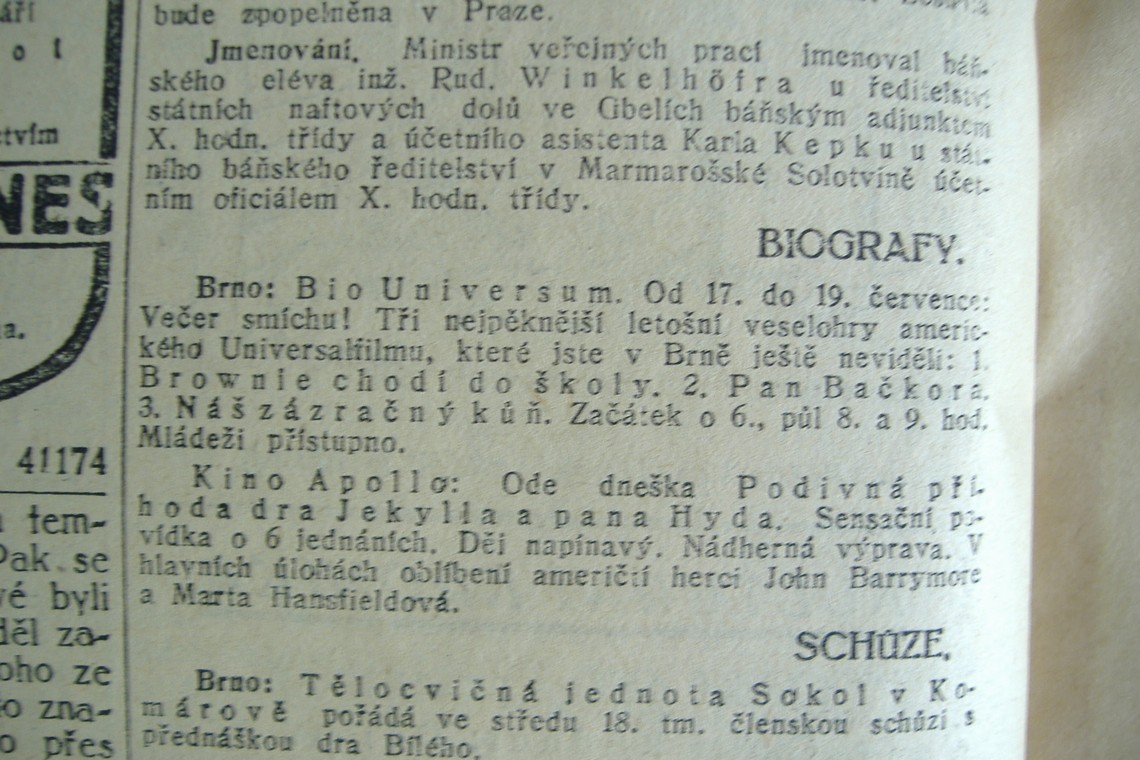 bude zpopelněna v Praze.
Jmenování. Ministr veřejných prací jmenoval báň-
ského eléva inž. Rud. Winkelhöfra u ředitelství
státních naftových dolů ve Gbelích báňským adjunktem
X. hodn. třídy a účetního asistenta Karla Kepku u stát-
ního báňského ředitelství v Marmarošské Solotvině účet-
ním oficiálem X. hodn. třídy.
BIOGRAFY.
Brno: Bio Universum. Od 17. do 19. července:
Večer smíchu! Tři nejpěknější letošní veselohry americ-
kého Universalfilmu, které jste v Brně ještě neviděli: 1.
Brownie chodí do školy. 2. Pan Bačkora.
3. Náš zázračný kůň. Začátek o 6., půl 8. a 9. hod.
Mládeži přístupno.
Kino Apollo: Ode dneška Podivná pří-
hoda dra Jekylla a pana Hyda. Sensační po-
vídka o 6 jednáních. Děj napínavý. Nádherná výprava. V
hlavních úlohách oblíbení američtí herci John Barrymore
a Marta Hansfieldová.
SCHŮZE.
Brno: Tělocvičná jednota Sokol v Ko-
márově pořádá ve středu 18. tm. členskou schůzi s
přednáškou dra Bílého.
áří
o l
ctvím
NES
a.
41174
tem-
Pak se
vé byli
děl za-
oho ze
to zna-
o přes